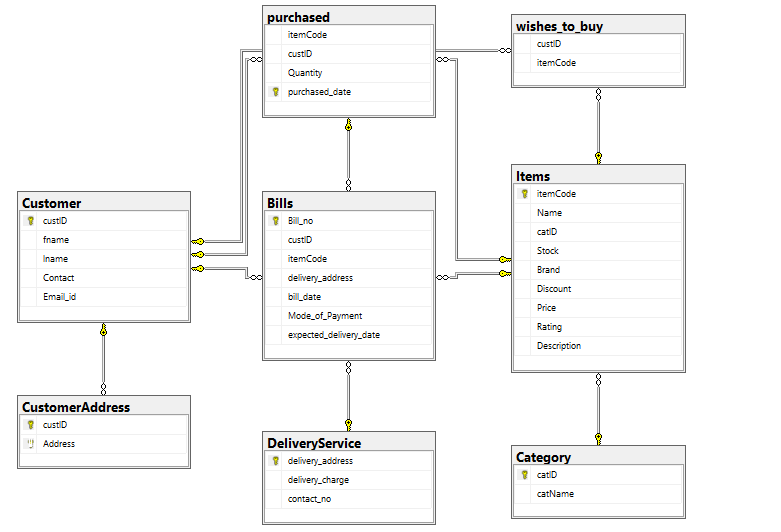 purchased
itemCode
custID
Quantity
purchased_date
wishes_to_buy
custID
itemCode
Customer
custID
fname
lname
Contact
Email_id
Bills
Bill_no
custID
itemCode
delivery_address
bill_date
Mode_of_Payment
expected_delivery_date
Items
itemCode
Name
catID
Stock
Brand
Discount
Price
Rating
Description
CustomerAddress
custID
Address
DeliveryService
delivery_address
delivery_charge
contact_no
Category
catID
catName